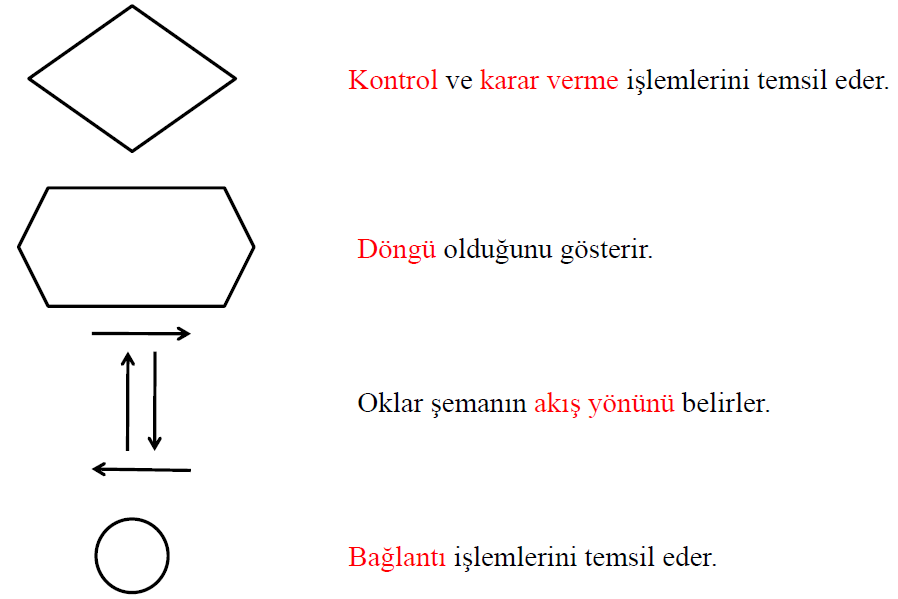 Kontrol ve karar verme işlemlerini temsil eder.
Döngü olduğunu gösterir.
Oklar şemanın akış yönünü belirler.
Bağlantı işlemlerini temsil eder.